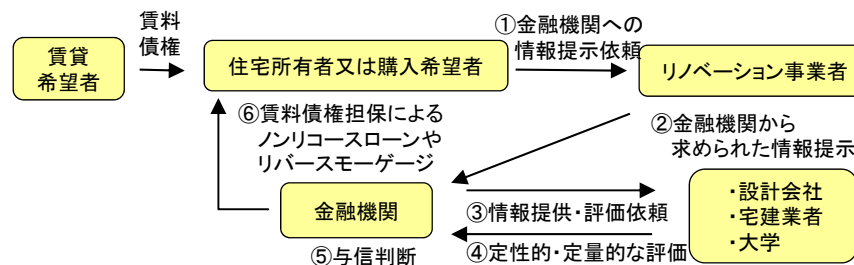 賃料
債権
①金融機関への
情報提示依頼
賃貸
希望者
住宅所有者又は購入希望者
リノベーション事業者
⑥賃料債権担保による
ノンリコースローンや
リバースモーゲージ
②金融機関から
求められた情報提示
金融機関
③情報提供・評価依頼
・設計会社
・宅建業者
・大学
④定性的・定量的な評価
⑤与信判断